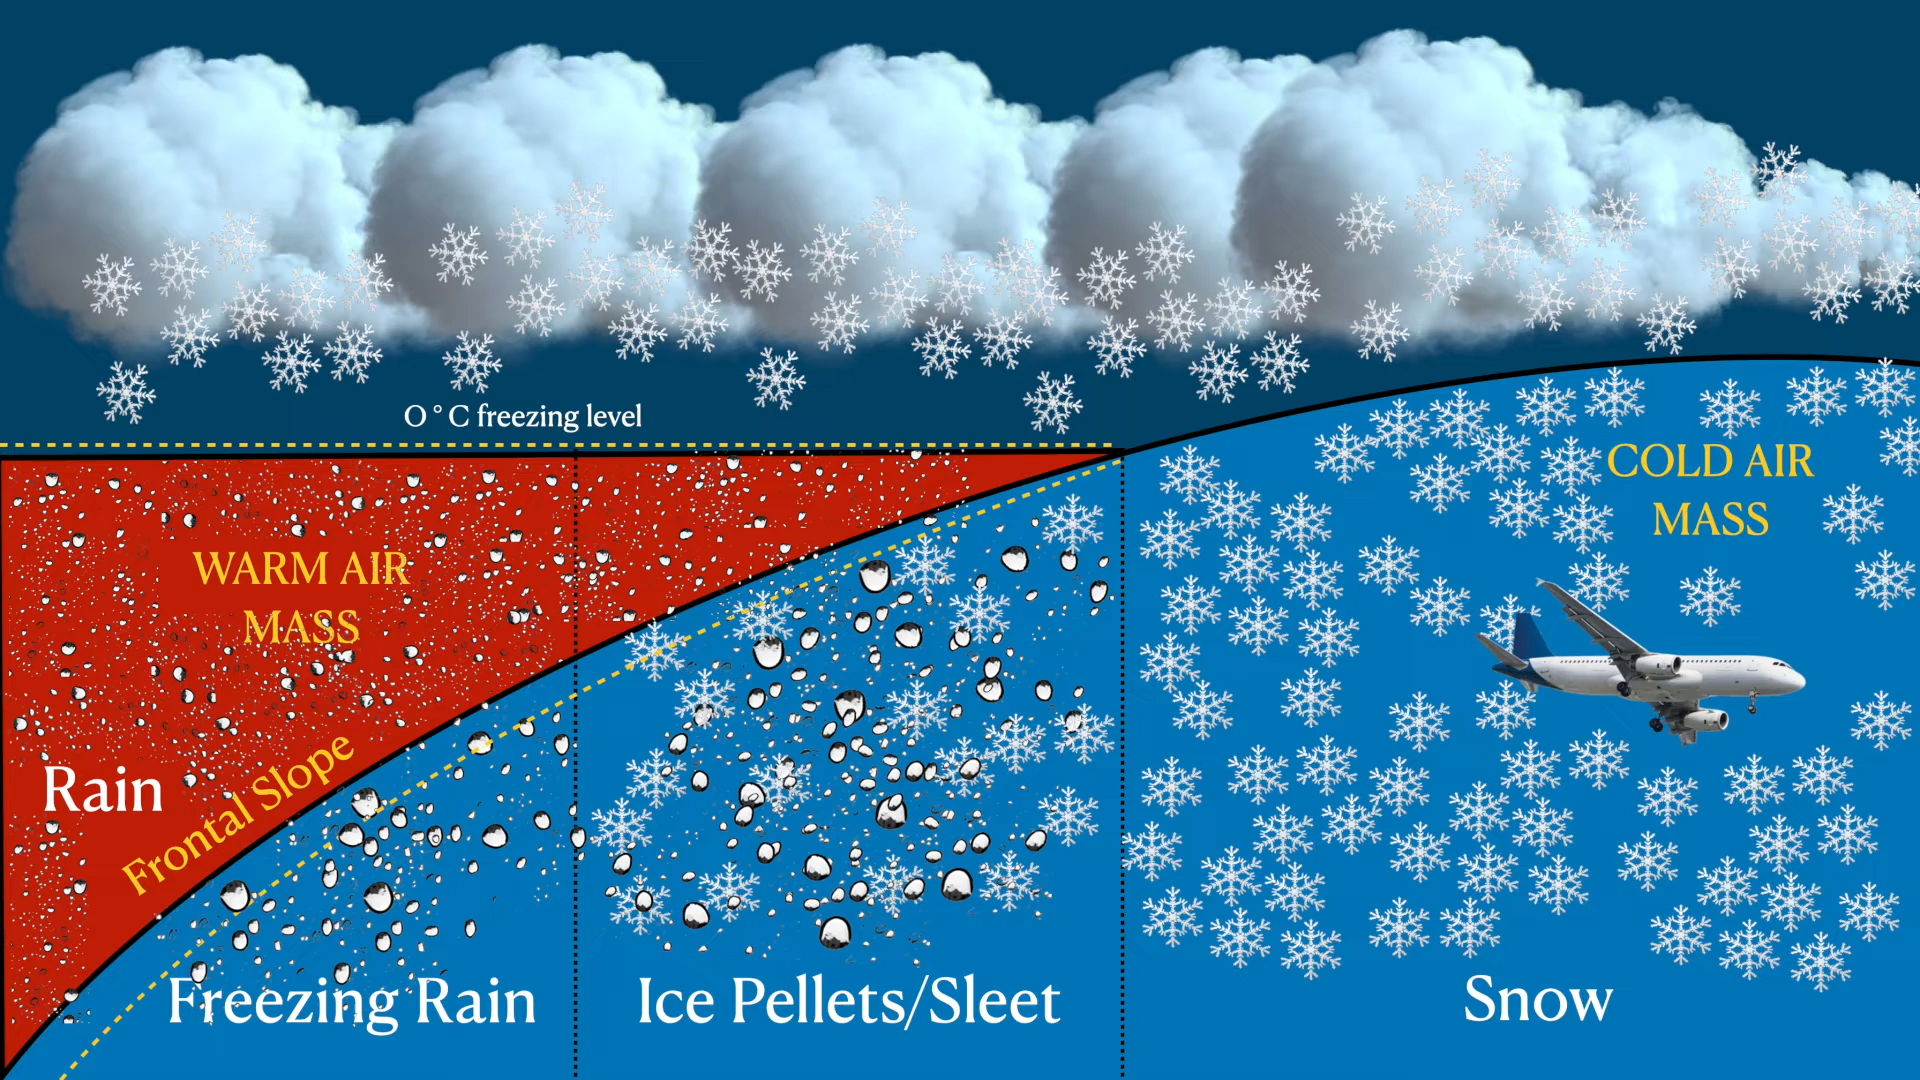 O ° C freezing level
COLD AIR
MASS
WARM AIR
MASS
Rain
Frontal Slope
Freezing Rain
Ice Pellets/Sleet
Snow